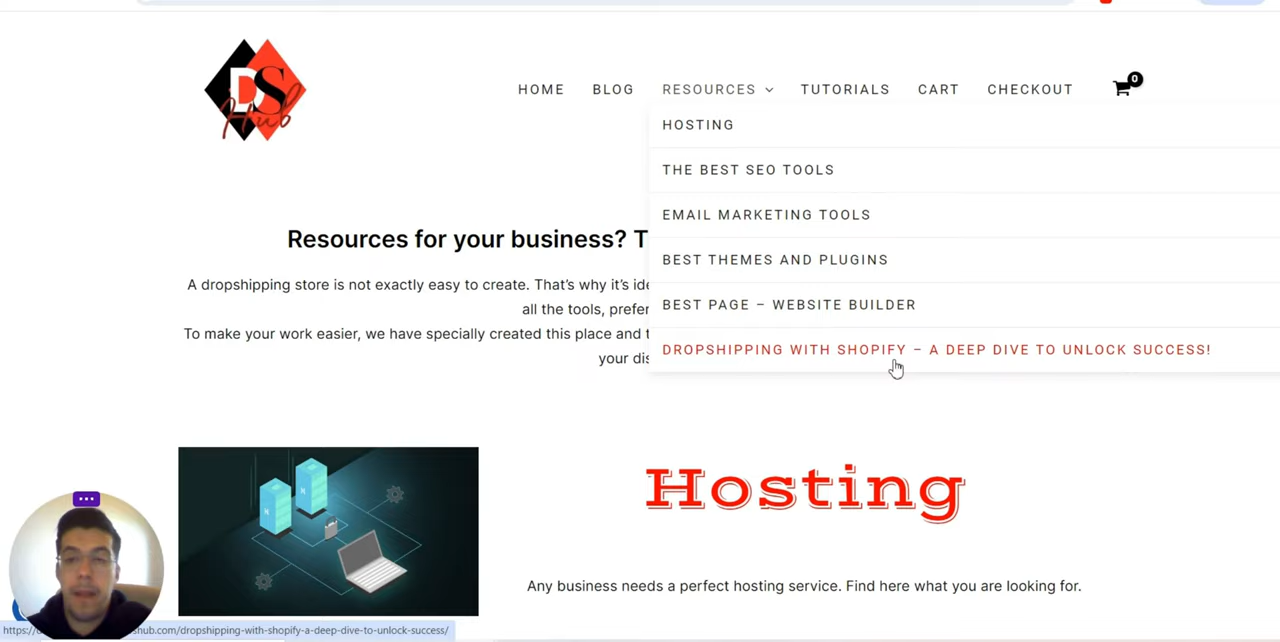 DS
Hub
HOME BLOG RESOURCES TUTORIALS CART CHECKOUT 0
HOSTING
THE BEST SEO TOOLS
EMAIL MARKETING TOOLS
BEST THEMES AND PLUGINS
BEST PAGE – WEBSITE BUILDER
DROPSHIPPING WITH SHOPIFY – A DEEP DIVE TO UNLOCK SUCCESS!
Resources for your business? T
A dropshipping store is not exactly easy to create. That's why it's ide
all the tools, prefer
To make your work easier, we have specially created this place and t
your dis
Hosting
Any business needs a perfect hosting service. Find here what you are looking for.
https:// shub.com/dropshipping-with-shopify-a-deep-dive-to-unlock-success/